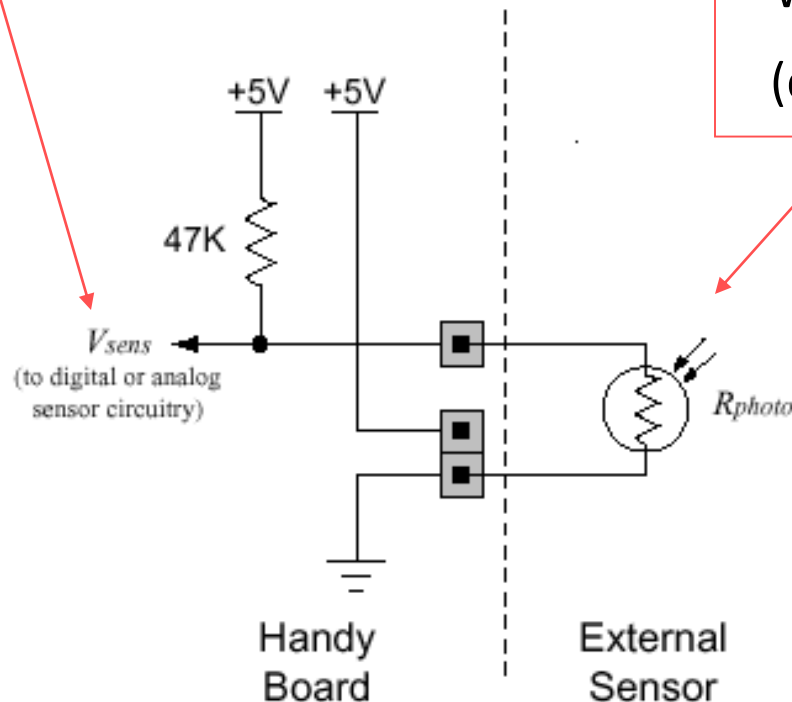 +5V +5V
47K
Vsens
(to digital or analog
sensor circuitry)
Rphoto
Handy
Board
External
Sensor